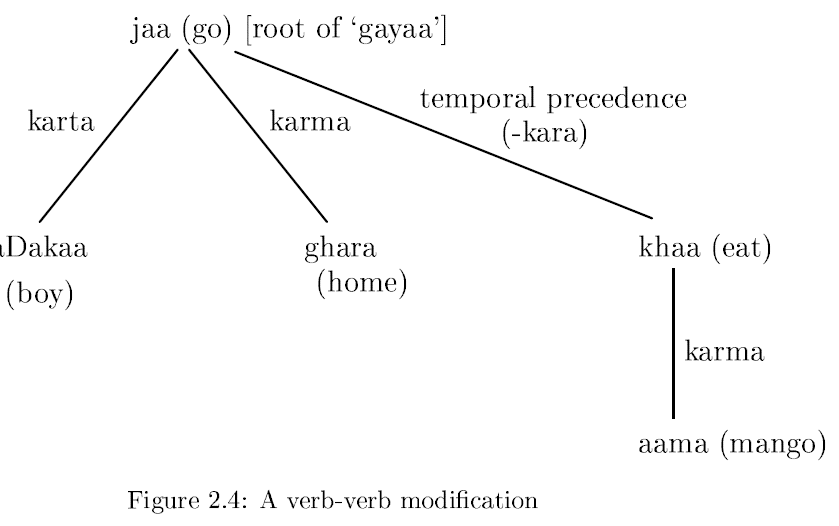 jaa (go) [root of ‘gayaa’]
temporal precedence
(-kara)
karta
karma
aDakaa
(boy)
ghara
(home)
khaa (eat)
karma
aama (mango)
Figure 2.4: A verb-verb modification